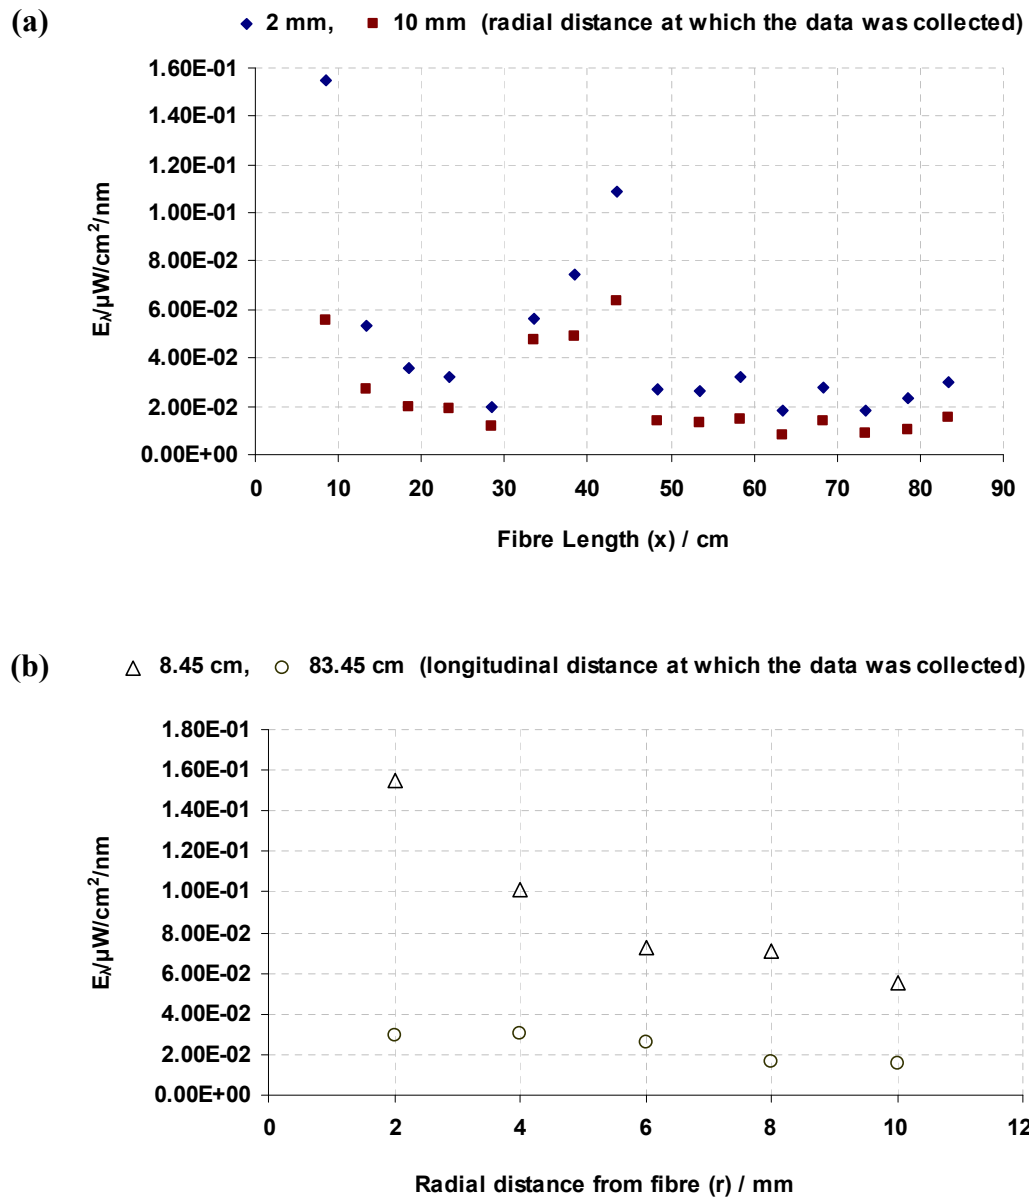 (a)
2 mm, 10 mm (radial distance at which the data was collected)
1.60E-01
1.40E-01
1.20E-01
1.00E-01
8.00E-02
6.00E-02
4.00E-02
2.00E-02
0.00E+00
Eλ/µW/cm²/nm
0 10 20 30 40 50 60 70 80 90
Fibre Length (x) / cm
(b)
8.45 cm, 83.45 cm (longitudinal distance at which the data was collected)
1.80E-01
1.60E-01
1.40E-01
1.20E-01
1.00E-01
8.00E-02
6.00E-02
4.00E-02
2.00E-02
0.00E+00
Eλ/µW/cm²/nm
0 2 4 6 8 10 12
Radial distance from fibre (r) / mm